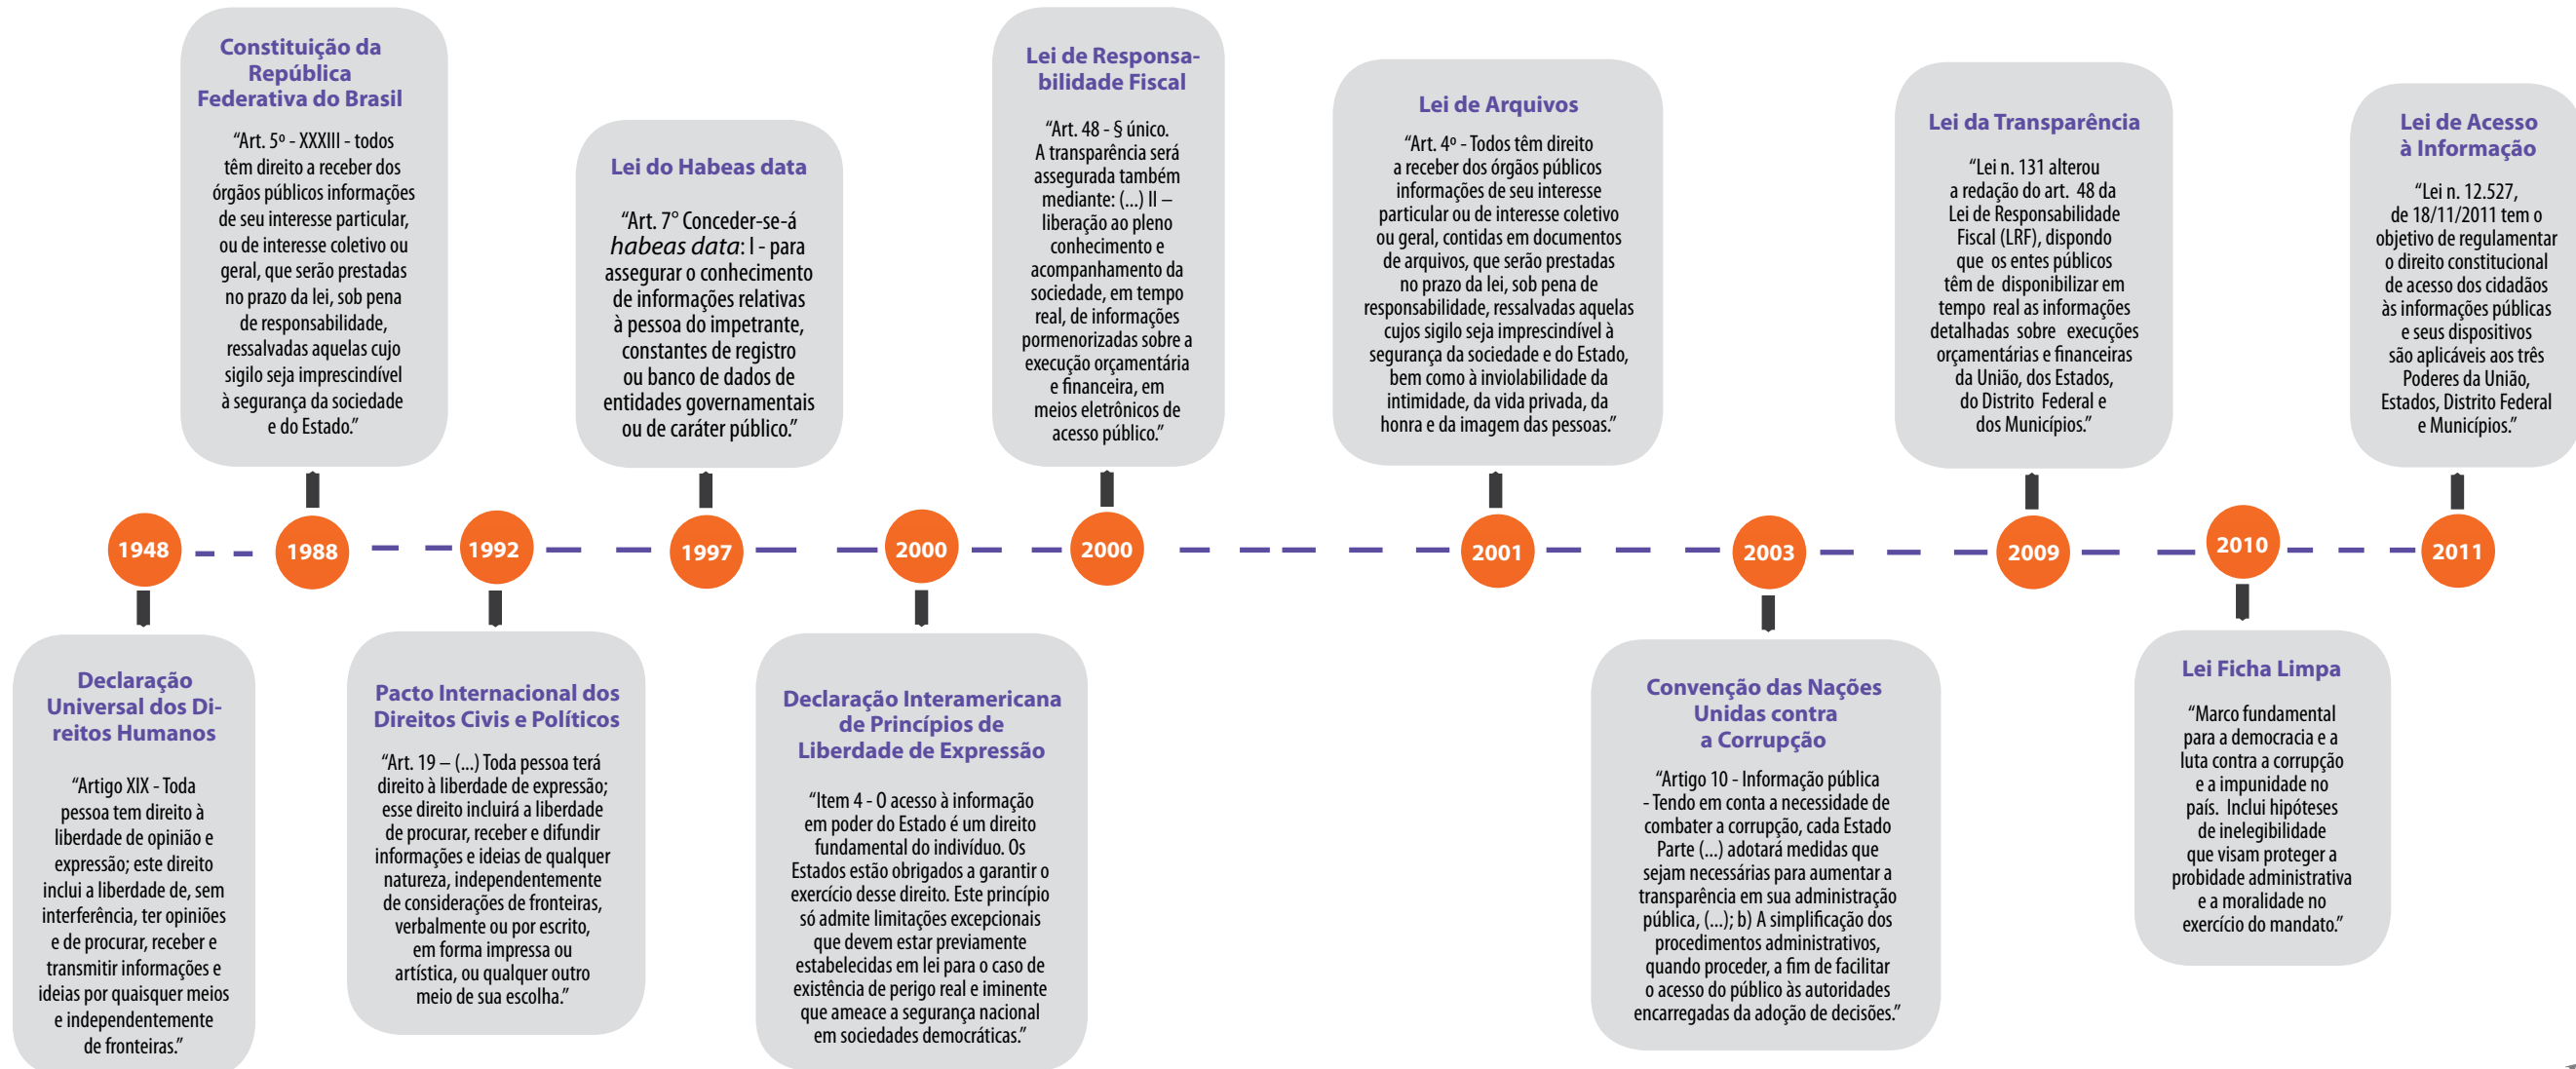 Constituição da
República
Federativa do Brasil
“Art. 5º - XXXIII - todos
têm direito a receber dos
órgãos públicos informações
de seu interesse particular,
ou de interesse coletivo ou
geral, que serão prestadas
no prazo da lei, sob pena
de responsabilidade,
ressalvadas aquelas cujo
sigilo seja imprescindível
à segurança da sociedade
e do Estado.”
Lei do Habeas data
“Art. 7° Conceder-se-á
habeas data: I - para
assegurar o conhecimento
de informações relativas
à pessoa do impetrante,
constantes de registro
ou banco de dados de
entidades governamentais
ou de caráter público.”
Lei de Responsa-
bilidade Fiscal
“Art. 48 - § único.
A transparência será
assegurada também
mediante: (...) II –
liberação ao pleno
conhecimento e
acompanhamento da
sociedade, em tempo
real, de informações
pormenorizadas sobre a
execução orçamentária
e financeira, em
meios eletrônicos de
acesso público.”
Lei de Arquivos
“Art. 4º - Todos têm direito
a receber dos órgãos públicos
informações de seu interesse
particular ou de interesse coletivo
ou geral, contidas em documentos
de arquivos, que serão prestadas
no prazo da lei, sob pena de
responsabilidade, ressalvadas aquelas
cujos sigilo seja imprescindível à
segurança da sociedade e do Estado,
bem como à inviolabilidade da
intimidade, da vida privada, da
honra e da imagem das pessoas.”
Lei da Transparência
“Lei n. 131 alterou
a redação do art. 48 da
Lei de Responsabilidade
Fiscal (LRF), dispondo
que os entes públicos
têm de disponibilizar em
tempo real as informações
detalhadas sobre execuções
orçamentárias e financeiras
da União, dos Estados,
do Distrito Federal e
dos Municípios.”
Lei de Acesso
à Informação
“Lei n. 12.527,
de 18/11/2011 tem o
objetivo de regulamentar
o direito constitucional
de acesso dos cidadãos
às informações públicas
e seus dispositivos
são aplicáveis aos três
Poderes da União,
Estados, Distrito Federal
e Municípios.”
1948
1988
1992
1997
2000
2000
2001
2003
2009
2010
2011
Declaração
Universal dos Di-
reitos Humanos
“Artigo XIX - Toda
pessoa tem direito à
liberdade de opinião e
expressão; este direito
inclui a liberdade de, sem
interferência, ter opiniões
e de procurar, receber e
transmitir informações e
ideias por quaisquer meios
e independentemente
de fronteiras.”
Pacto Internacional dos
Direitos Civis e Políticos
“Art. 19 – (...) Toda pessoa terá
direito à liberdade de expressão;
esse direito incluirá a liberdade
de procurar, receber e difundir
informações e ideias de qualquer
natureza, independentemente
de considerações de fronteiras,
verbalmente ou por escrito,
em forma impressa ou
artística, ou qualquer outro
meio de sua escolha.”
Declaração Interamericana
de Princípios de
Liberdade de Expressão
“Item 4 - O acesso à informação
em poder do Estado é um direito
fundamental do indivíduo. Os
Estados estão obrigados a garantir o
exercício desse direito. Este princípio
só admite limitações excepcionais
que devem estar previamente
estabelecidas em lei para o caso de
existência de perigo real e iminente
que ameace a segurança nacional
em sociedades democráticas.”
Convenção das Nações
Unidas contra
a Corrupção
“Artigo 10 - Informação pública
- Tendo em conta a necessidade de
combater a corrupção, cada Estado
Parte (...) adotará medidas que
sejam necessárias para aumentar a
transparência em sua administração
pública, (...); b) A simplificação dos
procedimentos administrativos,
quando proceder, a fim de facilitar
o acesso do público às autoridades
encarregadas da adoção de decisões.”
Lei Ficha Limpa
“Marco fundamental
para a democracia e a
luta contra a corrupção
e a impunidade no
país. Inclui hipóteses
de inelegibilidade
que visam proteger a
probidade administrativa
e a moralidade no
exercício do mandato.”